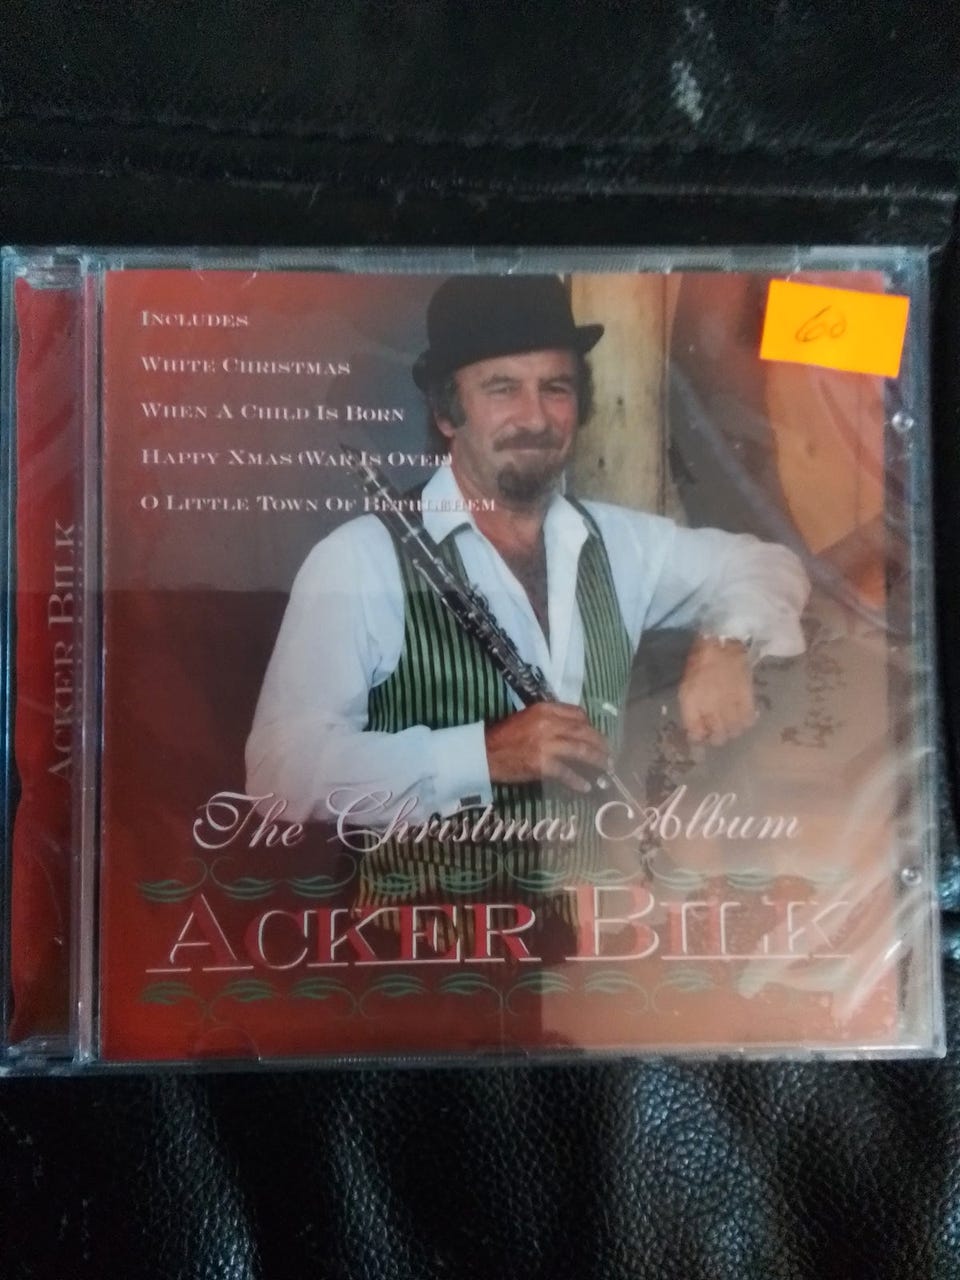 INCLUDES
WHITE CHRISTMAS
WHEN A CHILD IS BORN
HAPPY XMAS (WAR IS OVER)
O LITTLE TOWN OF BETHLEHEM
60
ACKER BILK
The Christmas Album
ACKER BILK